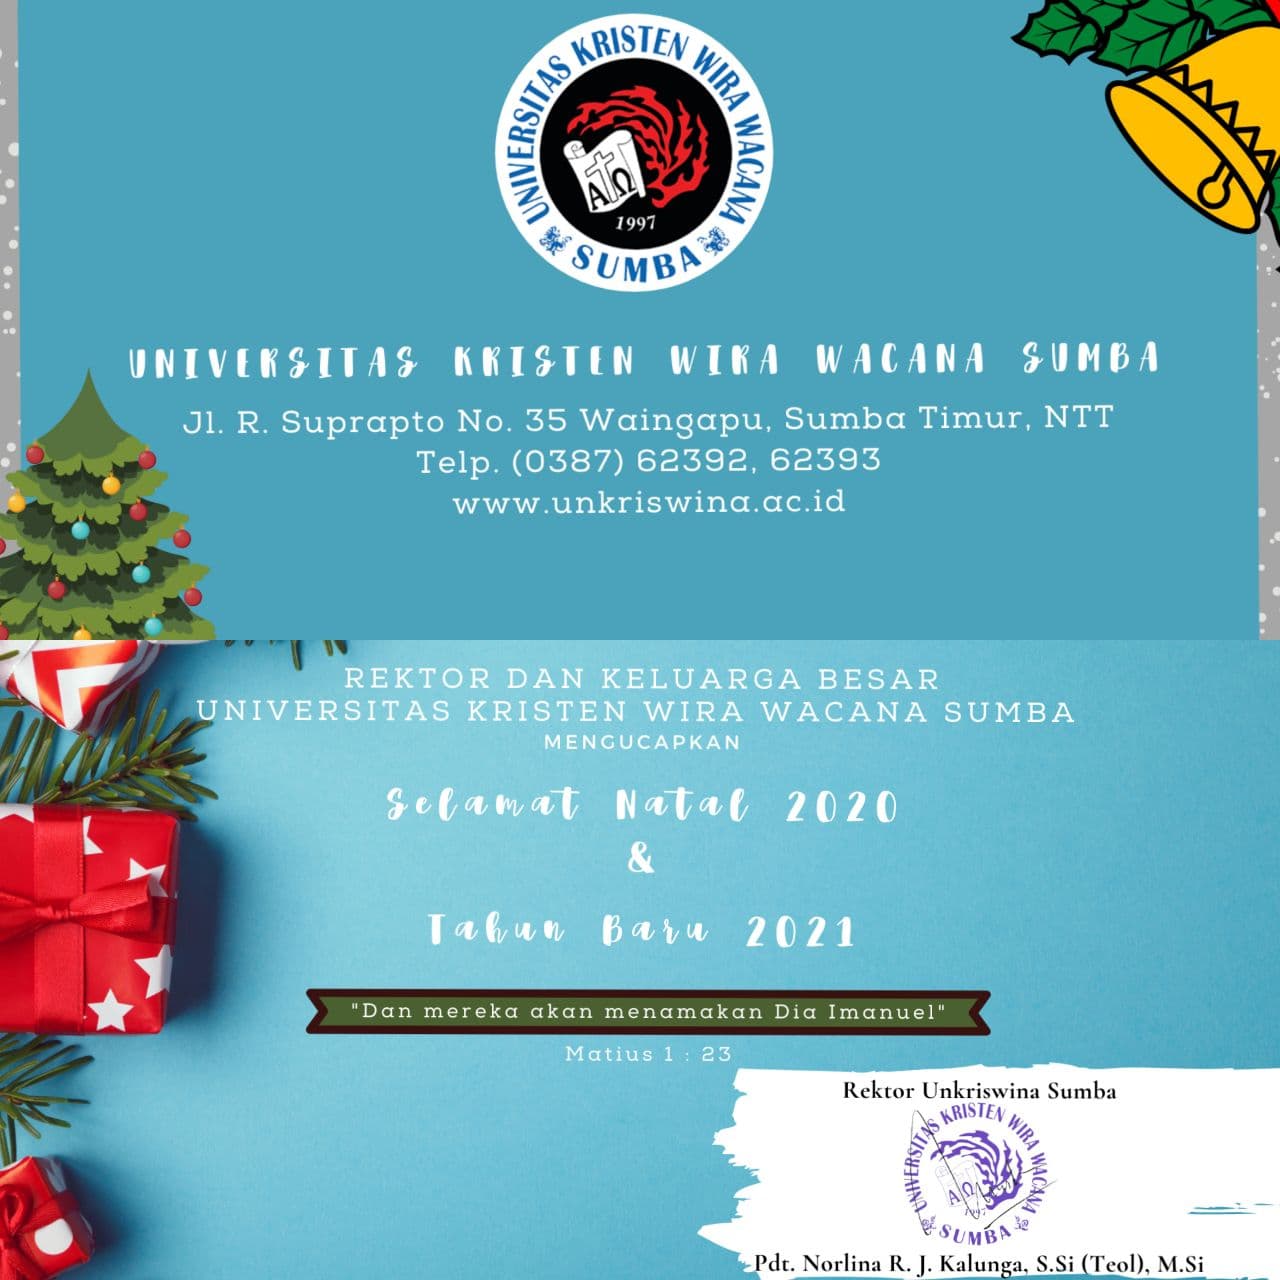 UNIVERSITAS KRISTEN WIRA WACANA
SUMBA
ΑΩ
1997
UNIVERSITAS KRISTEN WIRA WACANA SUMBA
Jl. R. Suprapto No. 35 Waingapu, Sumba Timur, NTT
Telp. (0387) 62392, 62393
www.unkriswina.ac.id
REKTOR DAN KELUARGA BESAR
UNIVERSITAS KRISTEN WIRA WACANA SUMBA
MENGUCAPKAN
Selamat Natal 2020
&
Tahun Baru 2021
"Dan mereka akan menamakan Dia Imanuel"
Matius 1 : 23
Rektor Unkriswina Sumba
UNIVERSITAS KRISTEN WIRA WACANA
ΑΩ
1997
SUMBA
Pdt. Norlina R. J. Kalunga, S.Si (Teol), M.Si